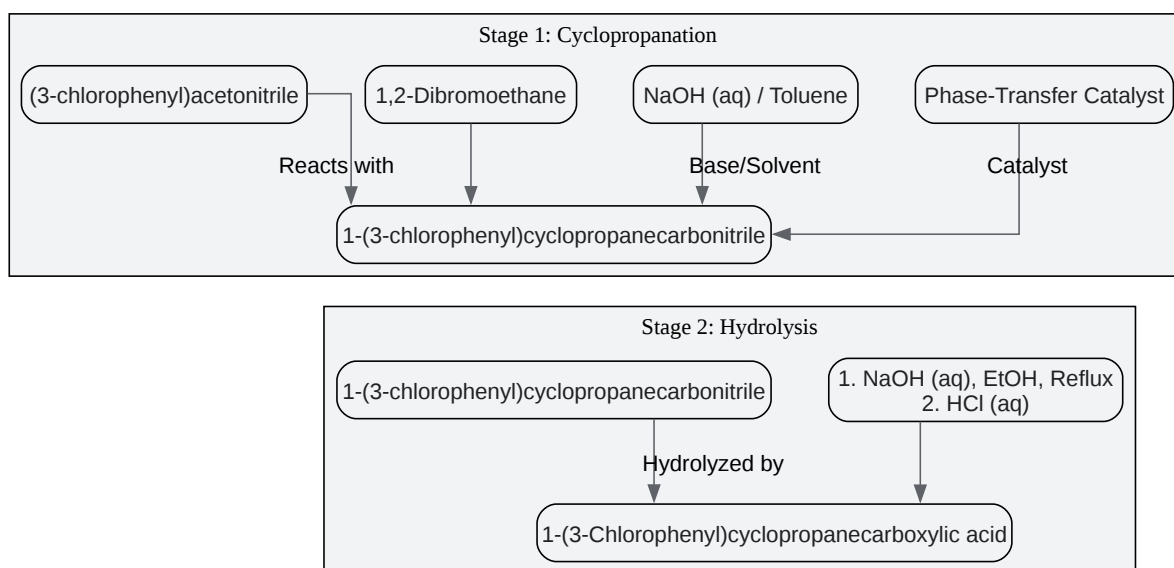 Stage 1: Cyclopropanation
(3-chlorophenyl)acetonitrile
1,2-Dibromoethane
NaOH (aq) / Toluene
Phase-Transfer Catalyst
Reacts with
Base/Solvent
Catalyst
1-(3-chlorophenyl)cyclopropanecarbonitrile
Stage 2: Hydrolysis
1-(3-chlorophenyl)cyclopropanecarbonitrile
1. NaOH (aq), EtOH, Reflux
2. HCl (aq)
Hydrolyzed by
1-(3-Chlorophenyl)cyclopropanecarboxylic acid